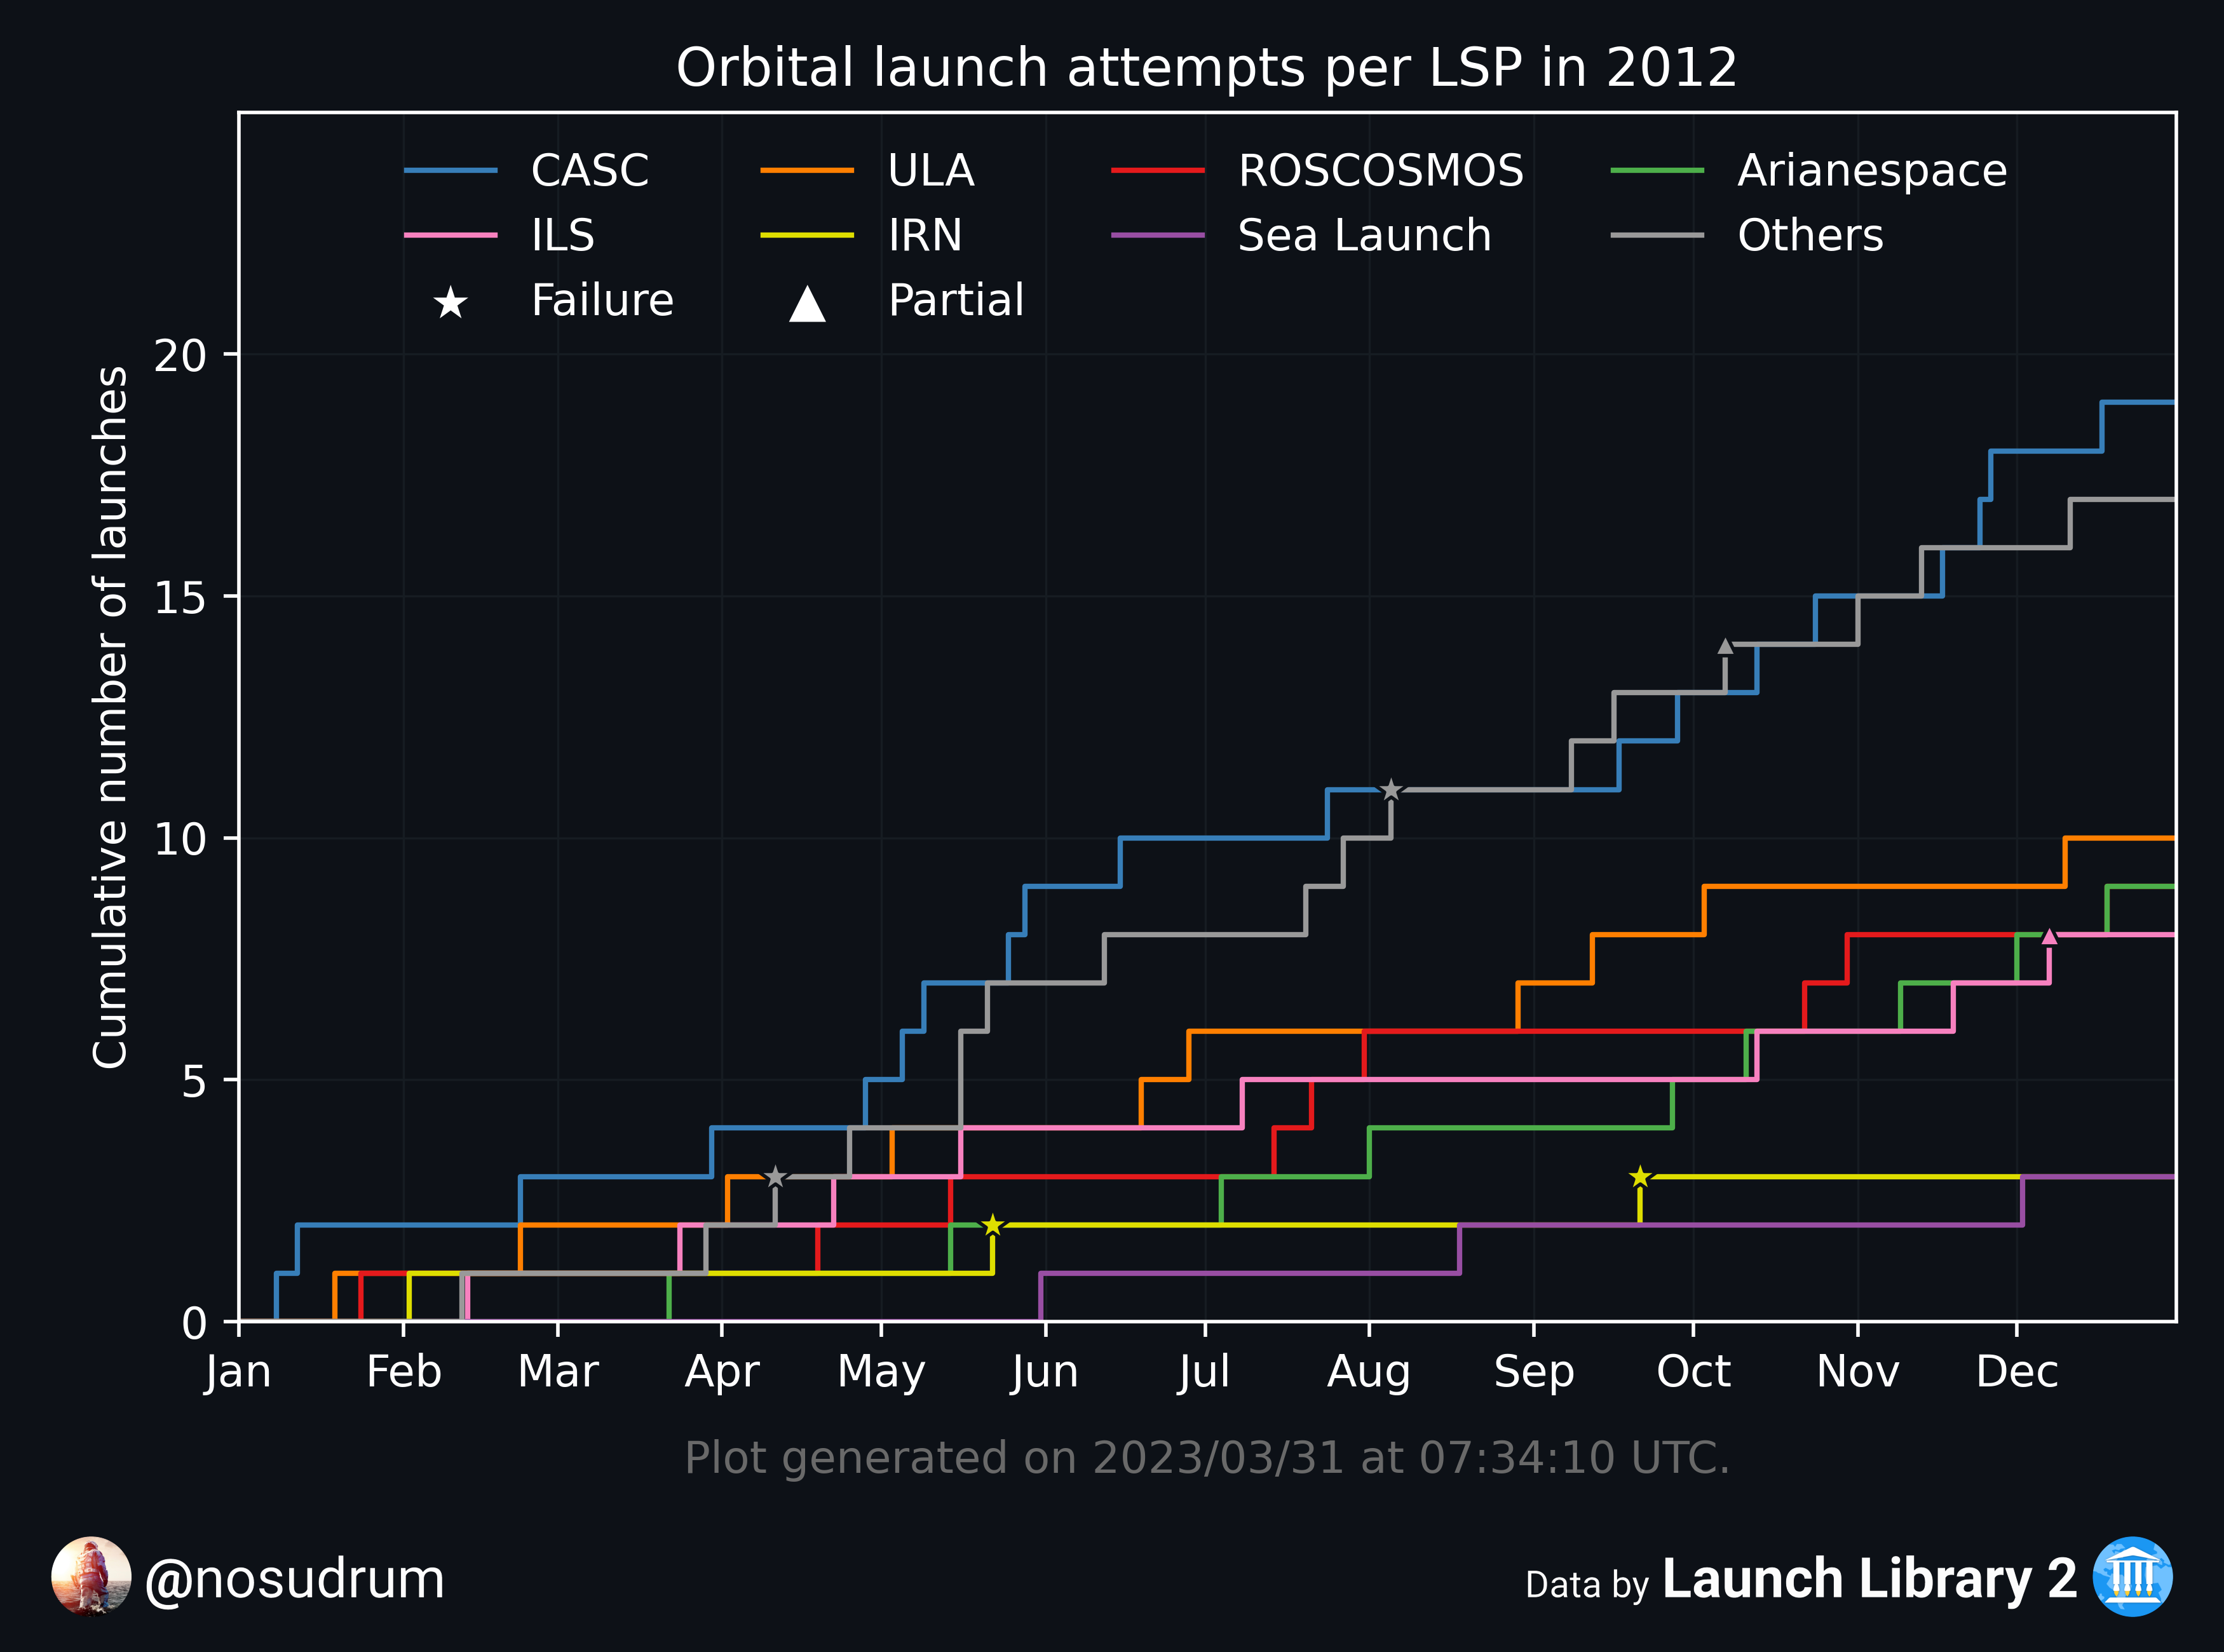 Orbital launch attempts per LSP in 2012
CASC ULA ROSCOSMOS Arianespace
ILS IRN Sea Launch Others
Failure Partial
Cumulative number of launches
20
15
10
5
0
Jan Feb Mar Apr May Jun Jul Aug Sep Oct Nov Dec
Plot generated on 2023/03/31 at 07:34:10 UTC.
@nosudrum
Data by Launch Library 2